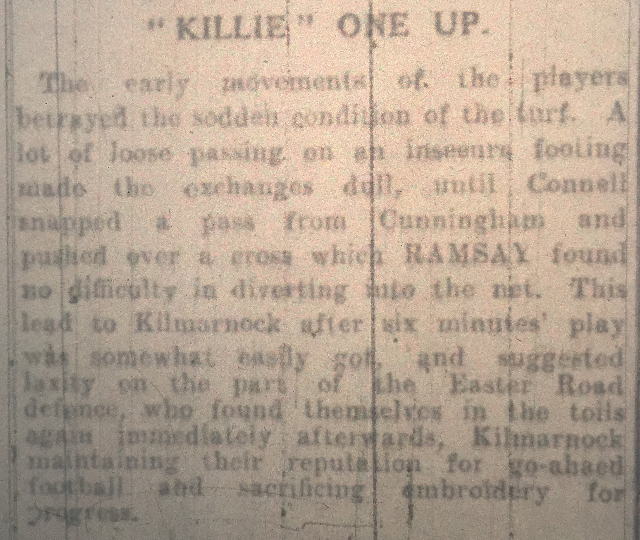 " KILLIE " ONE UP.
The early movements of the players
betrayed the sodden condition of the turf. A
lot of loose passing on an insecure footing
made the exchanges dull, until Connell
snapped a pass from Cunningham and
pushed over a cross which RAMSAY found
no difficulty in diverting into the net. This
lead to Kilmarnock after six minutes' play
was somewhat easily got, and suggested
laxity on the part of the Easter Road
defence, who found themselves in the toils
again immediately afterwards, Kilmarnock
maintaining their reputation for go-ahaed
football and sacrificing embroidery for
progress.